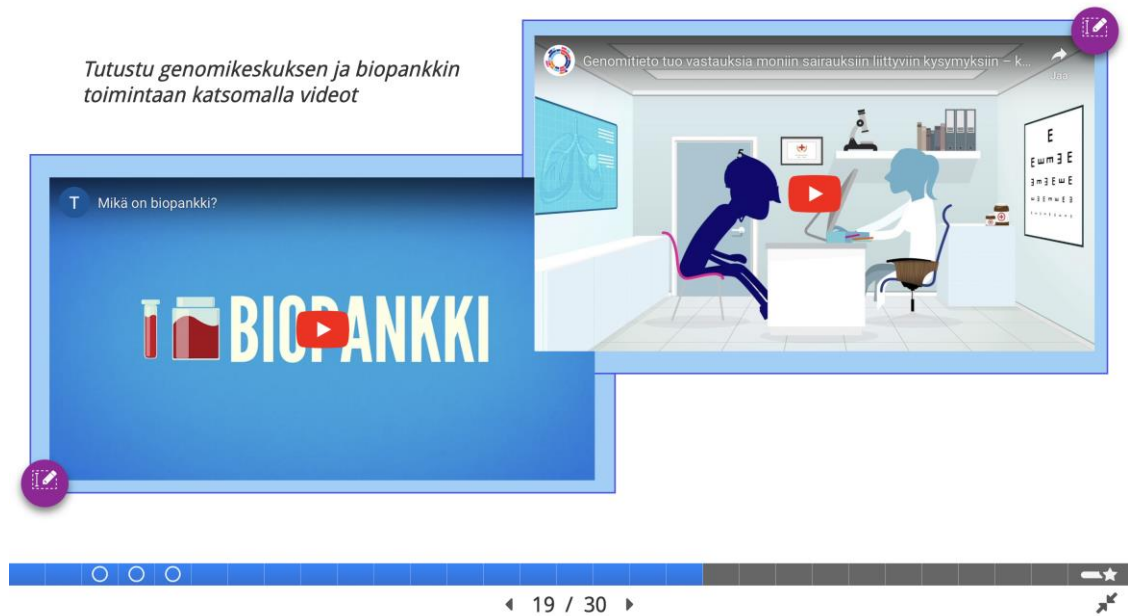 Tutustu genomikeskuksen ja biopankkin
toimintaan katsomalla videot
Genomitieto tuo vastauksia moniin sairauksiin liittyviin kysymyksiin – k...
Jaa
T Mikä on biopankki?
BIOPANKKI
E
E m E
19 / 30